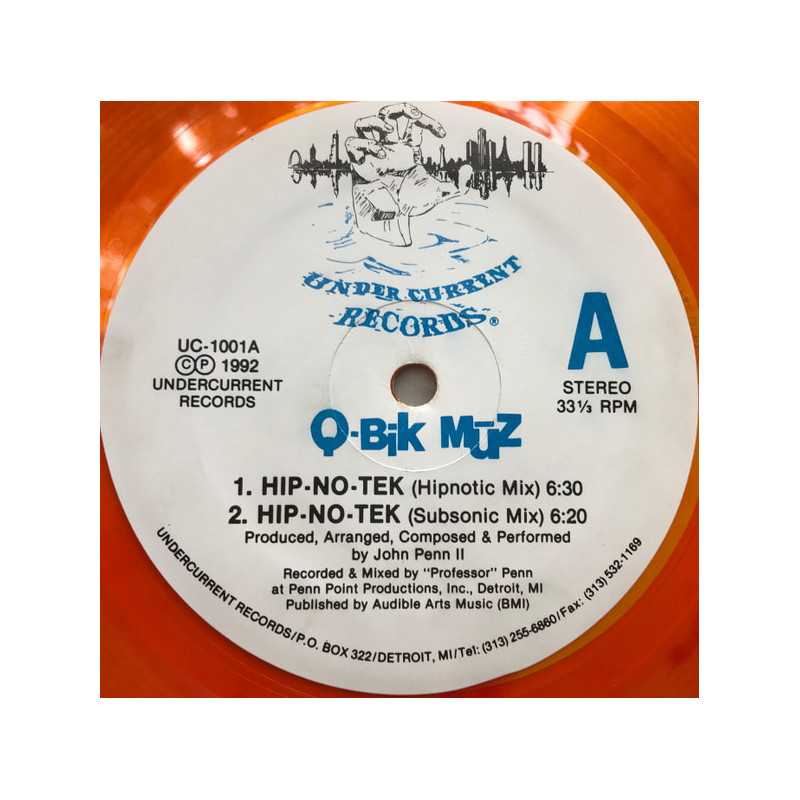 UNDER CURRENT
RECORDS®
UC-1001A
ⒸⓅ 1992
UNDERCURRENT
RECORDS
A
STEREO
33⅓ RPM
Q-BiK MūZ
1. HIP-NO-TEK (Hipnotic Mix) 6:30
2. HIP-NO-TEK (Subsonic Mix) 6:20
Produced, Arranged, Composed & Performed
by John Penn II
Recorded & Mixed by "Professor" Penn
at Penn Point Productions, Inc., Detroit, MI
Published by Audible Arts Music (BMI)
UNDERCURRENT RECORDS/P.O. BOX 322/DETROIT, MI/Tel: (313) 255-6860/Fax: (313) 532-1169